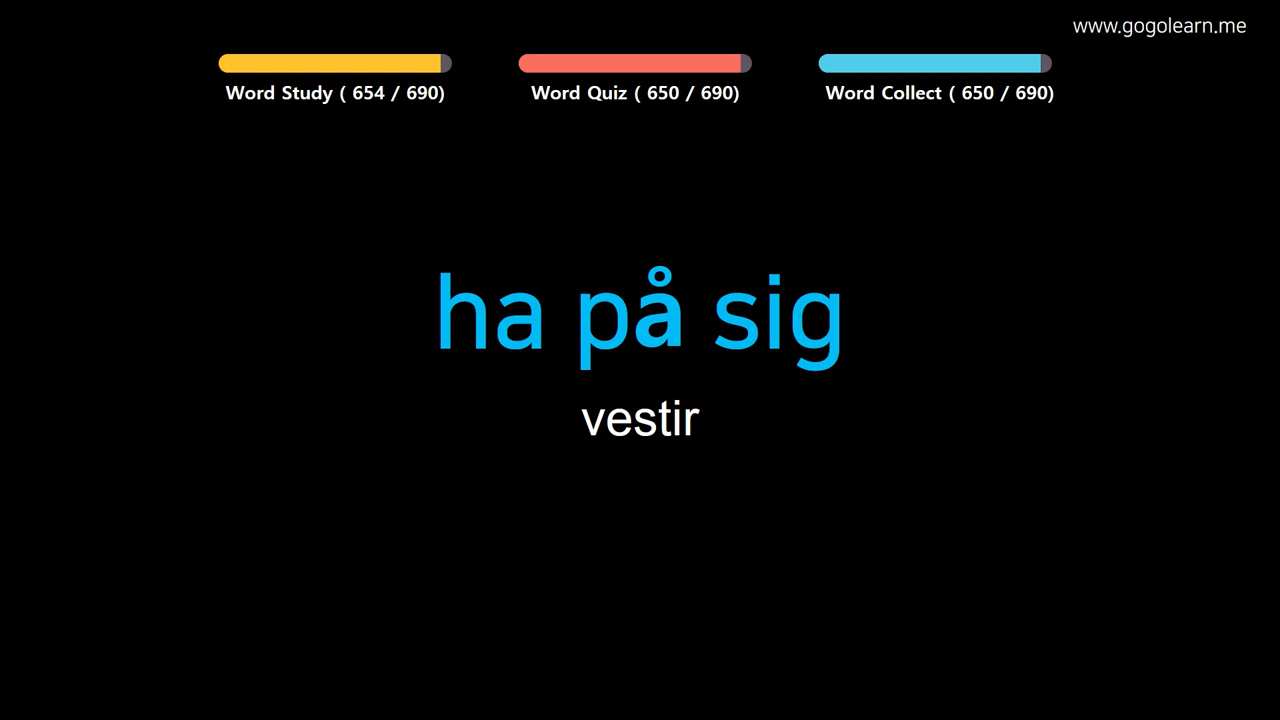 www.gogolearn.me
Word Study ( 654 / 690)
Word Quiz ( 650 / 690)
Word Collect ( 650 / 690)
ha på sig
vestir